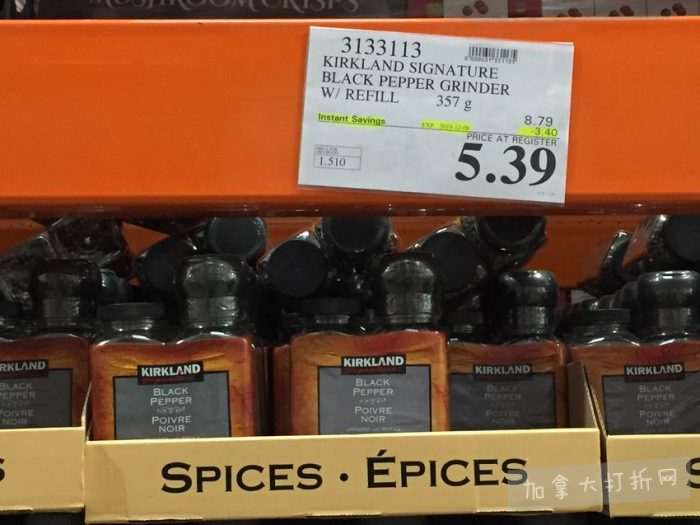 MUSHROOM CRISPS
3133113
KIRKLAND SIGNATURE
BLACK PEPPER GRINDER
W/ REFILL 357 g
8.79
Instant Savings
-3.40
PRICE AT REGISTER
1.510
5.39
KIRKLAND
BLACK
PEPPER
POIVRE
NOIR
KIRKLAND
BLACK
PEPPER
POIVRE
NOIR
KIRKLAND
BLACK
PEPPER
POIVRE
NOIR
KIRKLAND
BLACK
PEPPER
POIVRE
NOIR
KIRKLAND
BLACK
PEPPER
POIVRE
NOIR
S
SPICES · ÉPICES
S
加拿大打折网